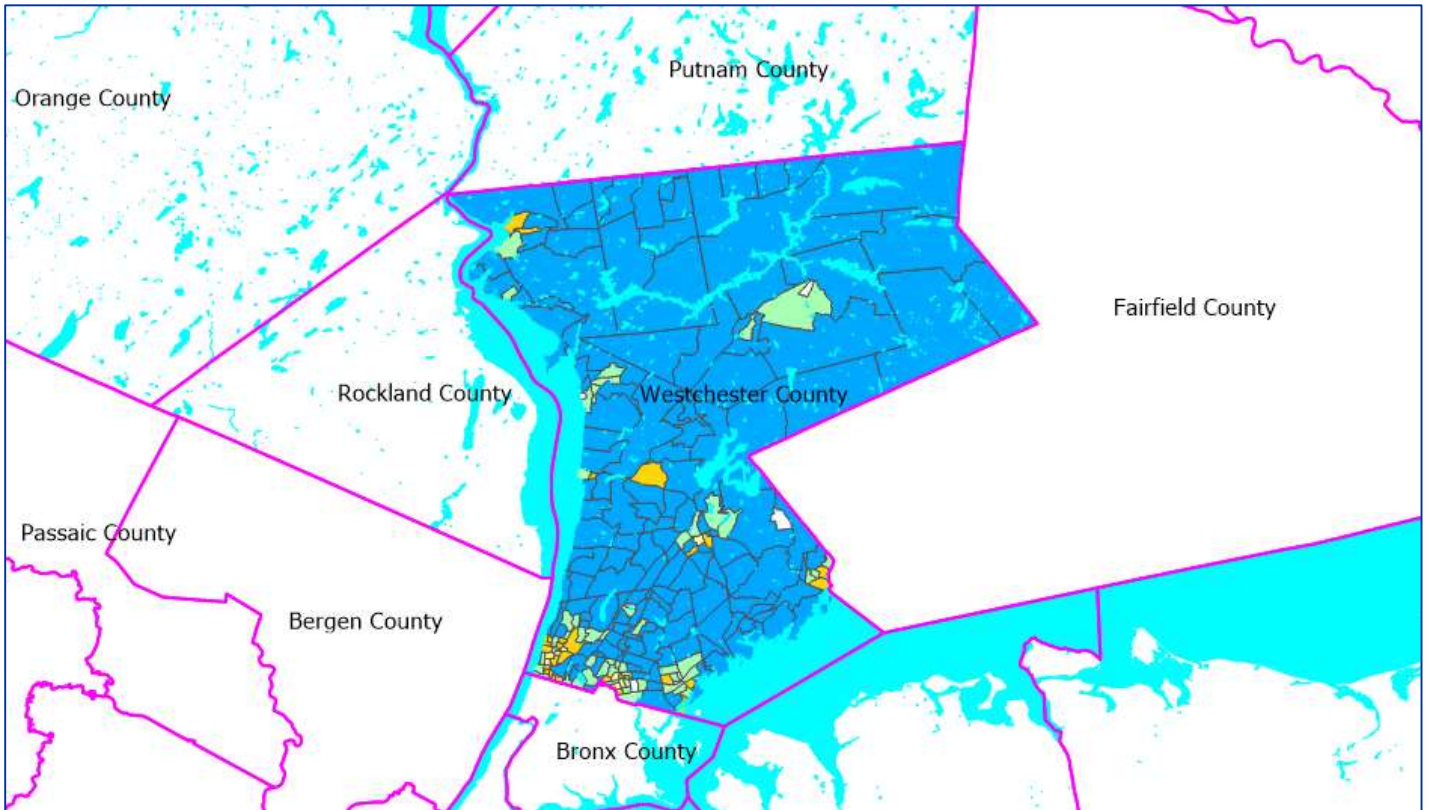 Putnam County
Orange County
Fairfield County
Rockland County
Westchester County
Passaic County
Bergen County
Bronx County